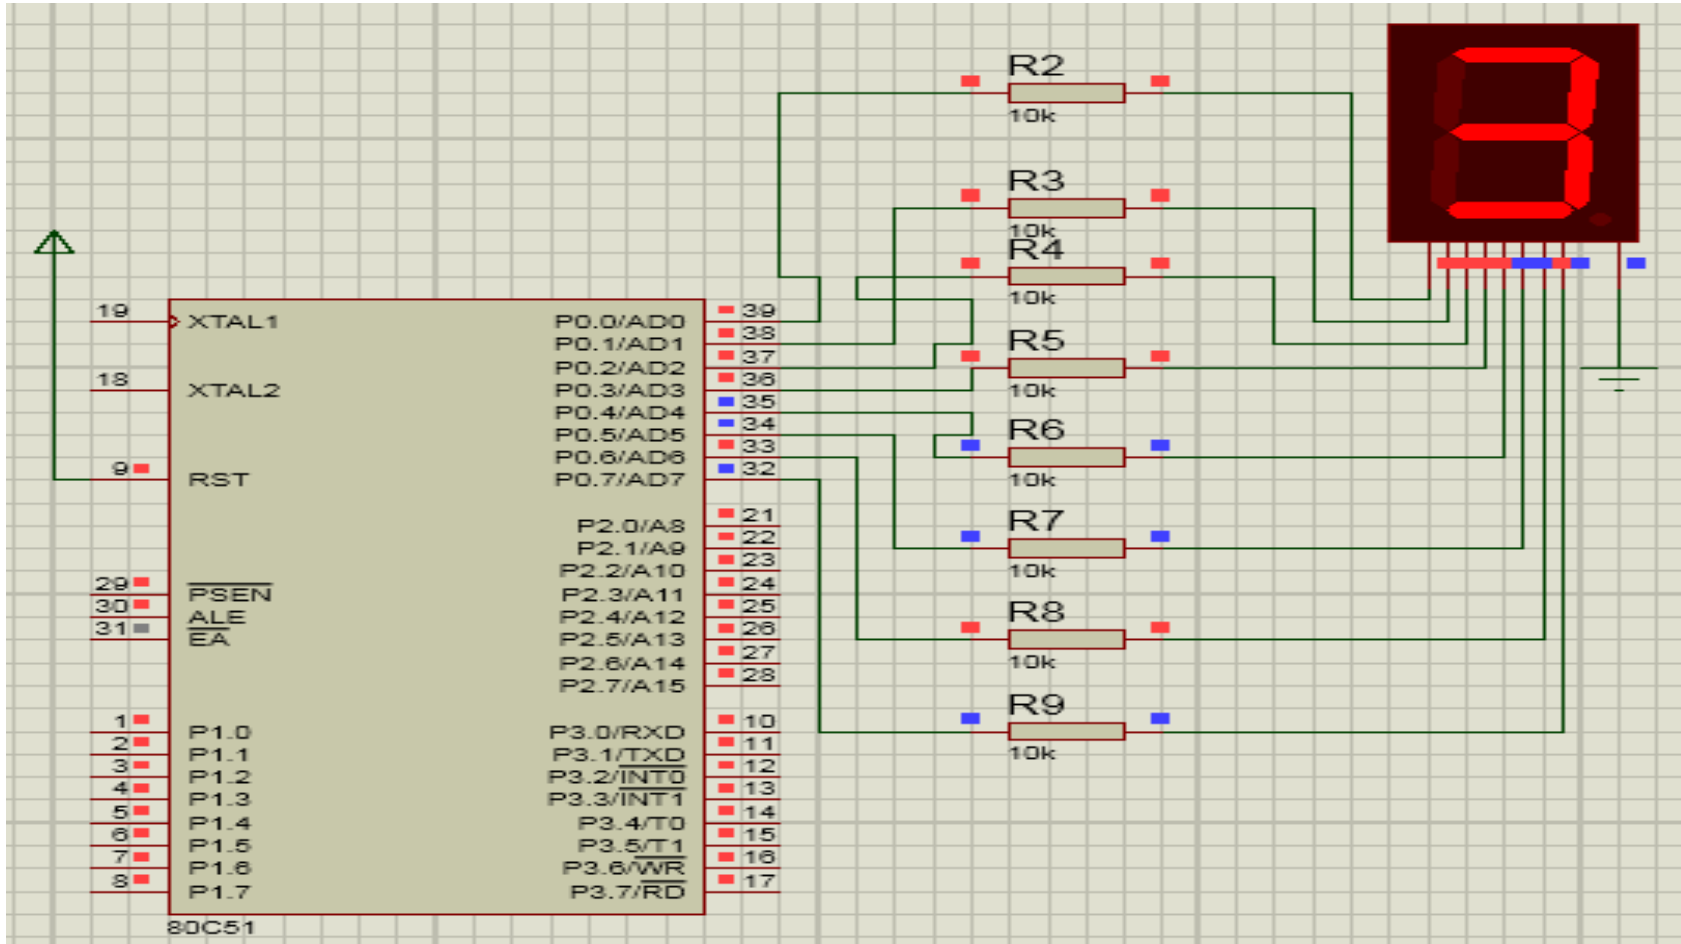 R2
10k
R3
10k
R4
10k
R5
10k
R6
10k
R7
10k
R8
10k
R9
10k
19 XTAL1 P0.0/AD0 39
P0.1/AD1 38
P0.2/AD2 37
18 XTAL2 P0.3/AD3 36
P0.4/AD4 35
P0.5/AD5 34
P0.6/AD6 33
9 RST P0.7/AD7 32
P2.0/A8 21
P2.1/A9 22
P2.2/A10 23
29 PSEN P2.3/A11 24
30 ALE P2.4/A12 25
31 EA P2.5/A13 26
P2.6/A14 27
P2.7/A15 28
1 P1.0 P3.0/RXD 10
2 P1.1 P3.1/TXD 11
3 P1.2 P3.2/INT0 12
4 P1.3 P3.3/INT1 13
5 P1.4 P3.4/T0 14
6 P1.5 P3.5/T1 15
7 P1.6 P3.6/WR 16
8 P1.7 P3.7/RD 17
80C51